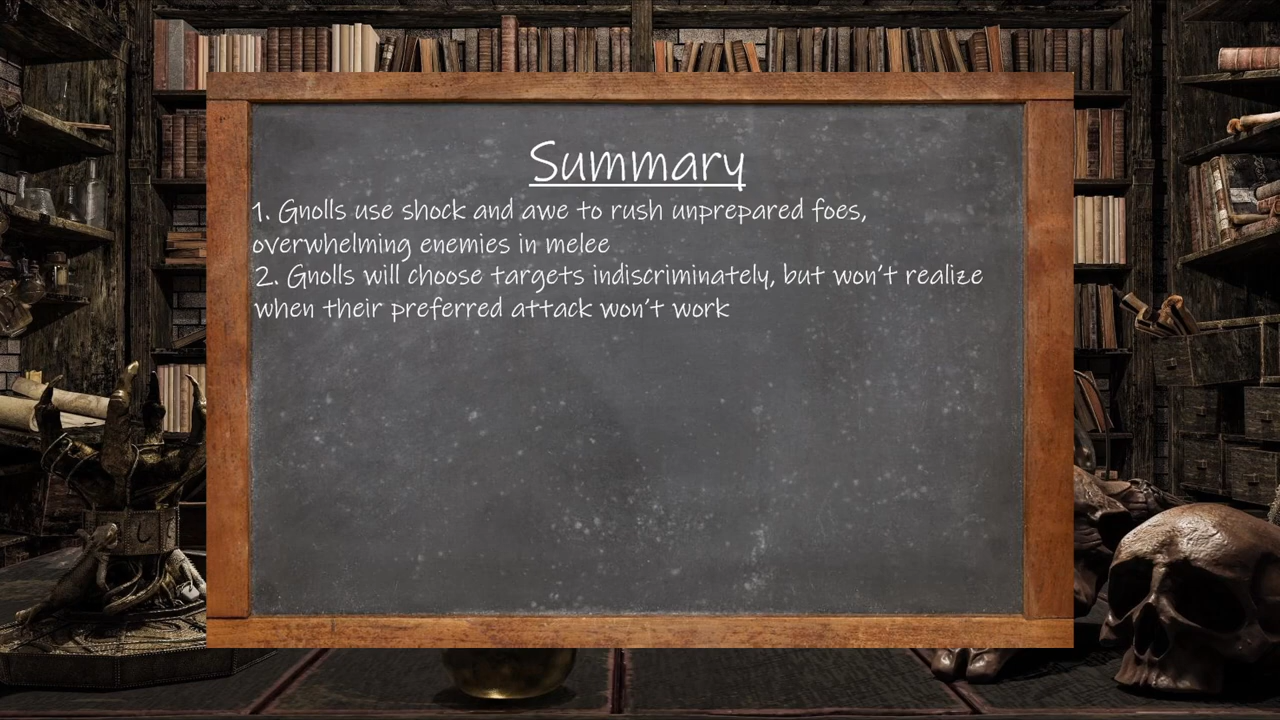 Summary
1. Gnolls use shock and awe to rush unprepared foes,
overwhelming enemies in melee
2. Gnolls will choose targets indiscriminately, but won't realize
when their preferred attack won't work